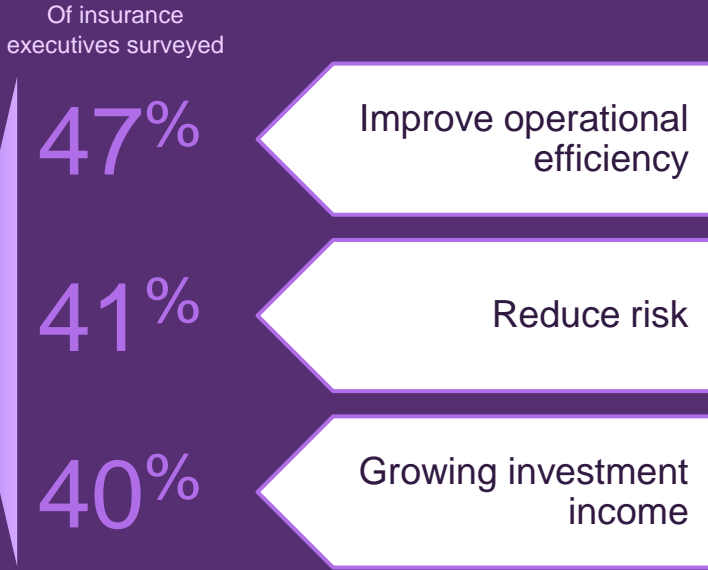 Of insurance
executives surveyed
47%
Improve operational
efficiency
41%
Reduce risk
40%
Growing investment
income